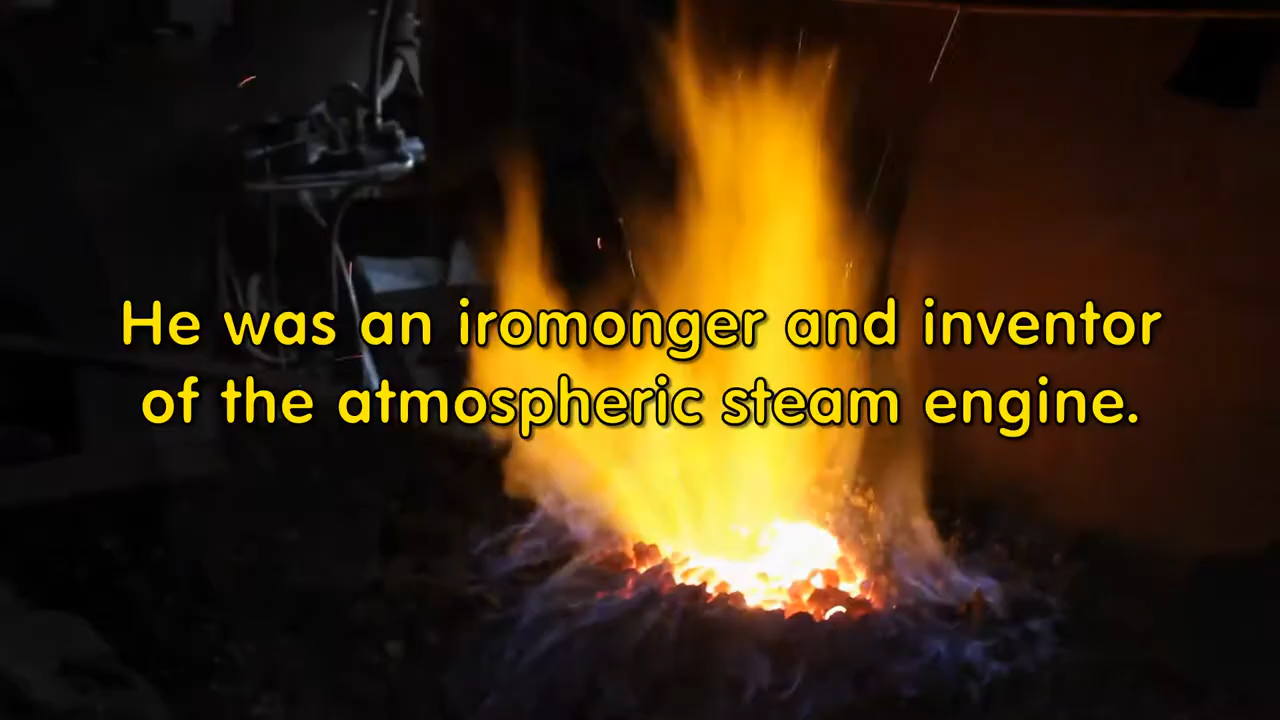 He was an iromonger and inventor
of the atmospheric steam engine.